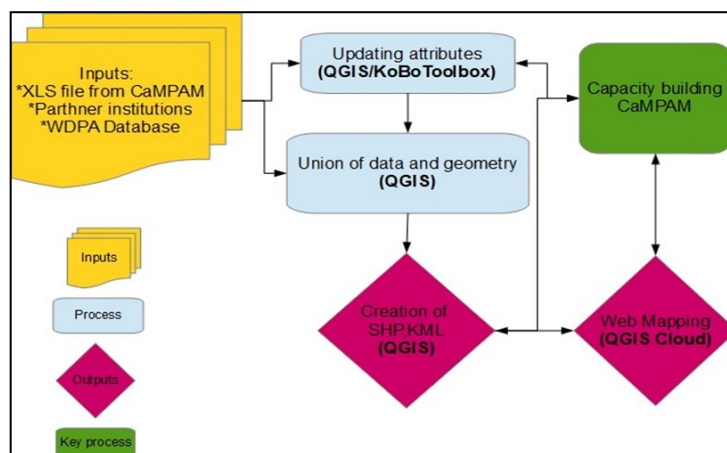 Inputs:
*XLS file from CaMPAM
*Parthner institutions
*WDPA Database
Updating attributes
(QGIS/KoBoToolbox)
Capacity building
CaMPAM
Union of data and geometry
(QGIS)
Inputs
Process
Creation of
SHP,KML
(QGIS)
Web Mapping
(QGIS Cloud)
Outputs
Key process